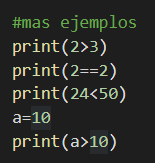 #mas ejemplos
print(2>3)
print(2==2)
print(24<50)
a=10
print(a>10)